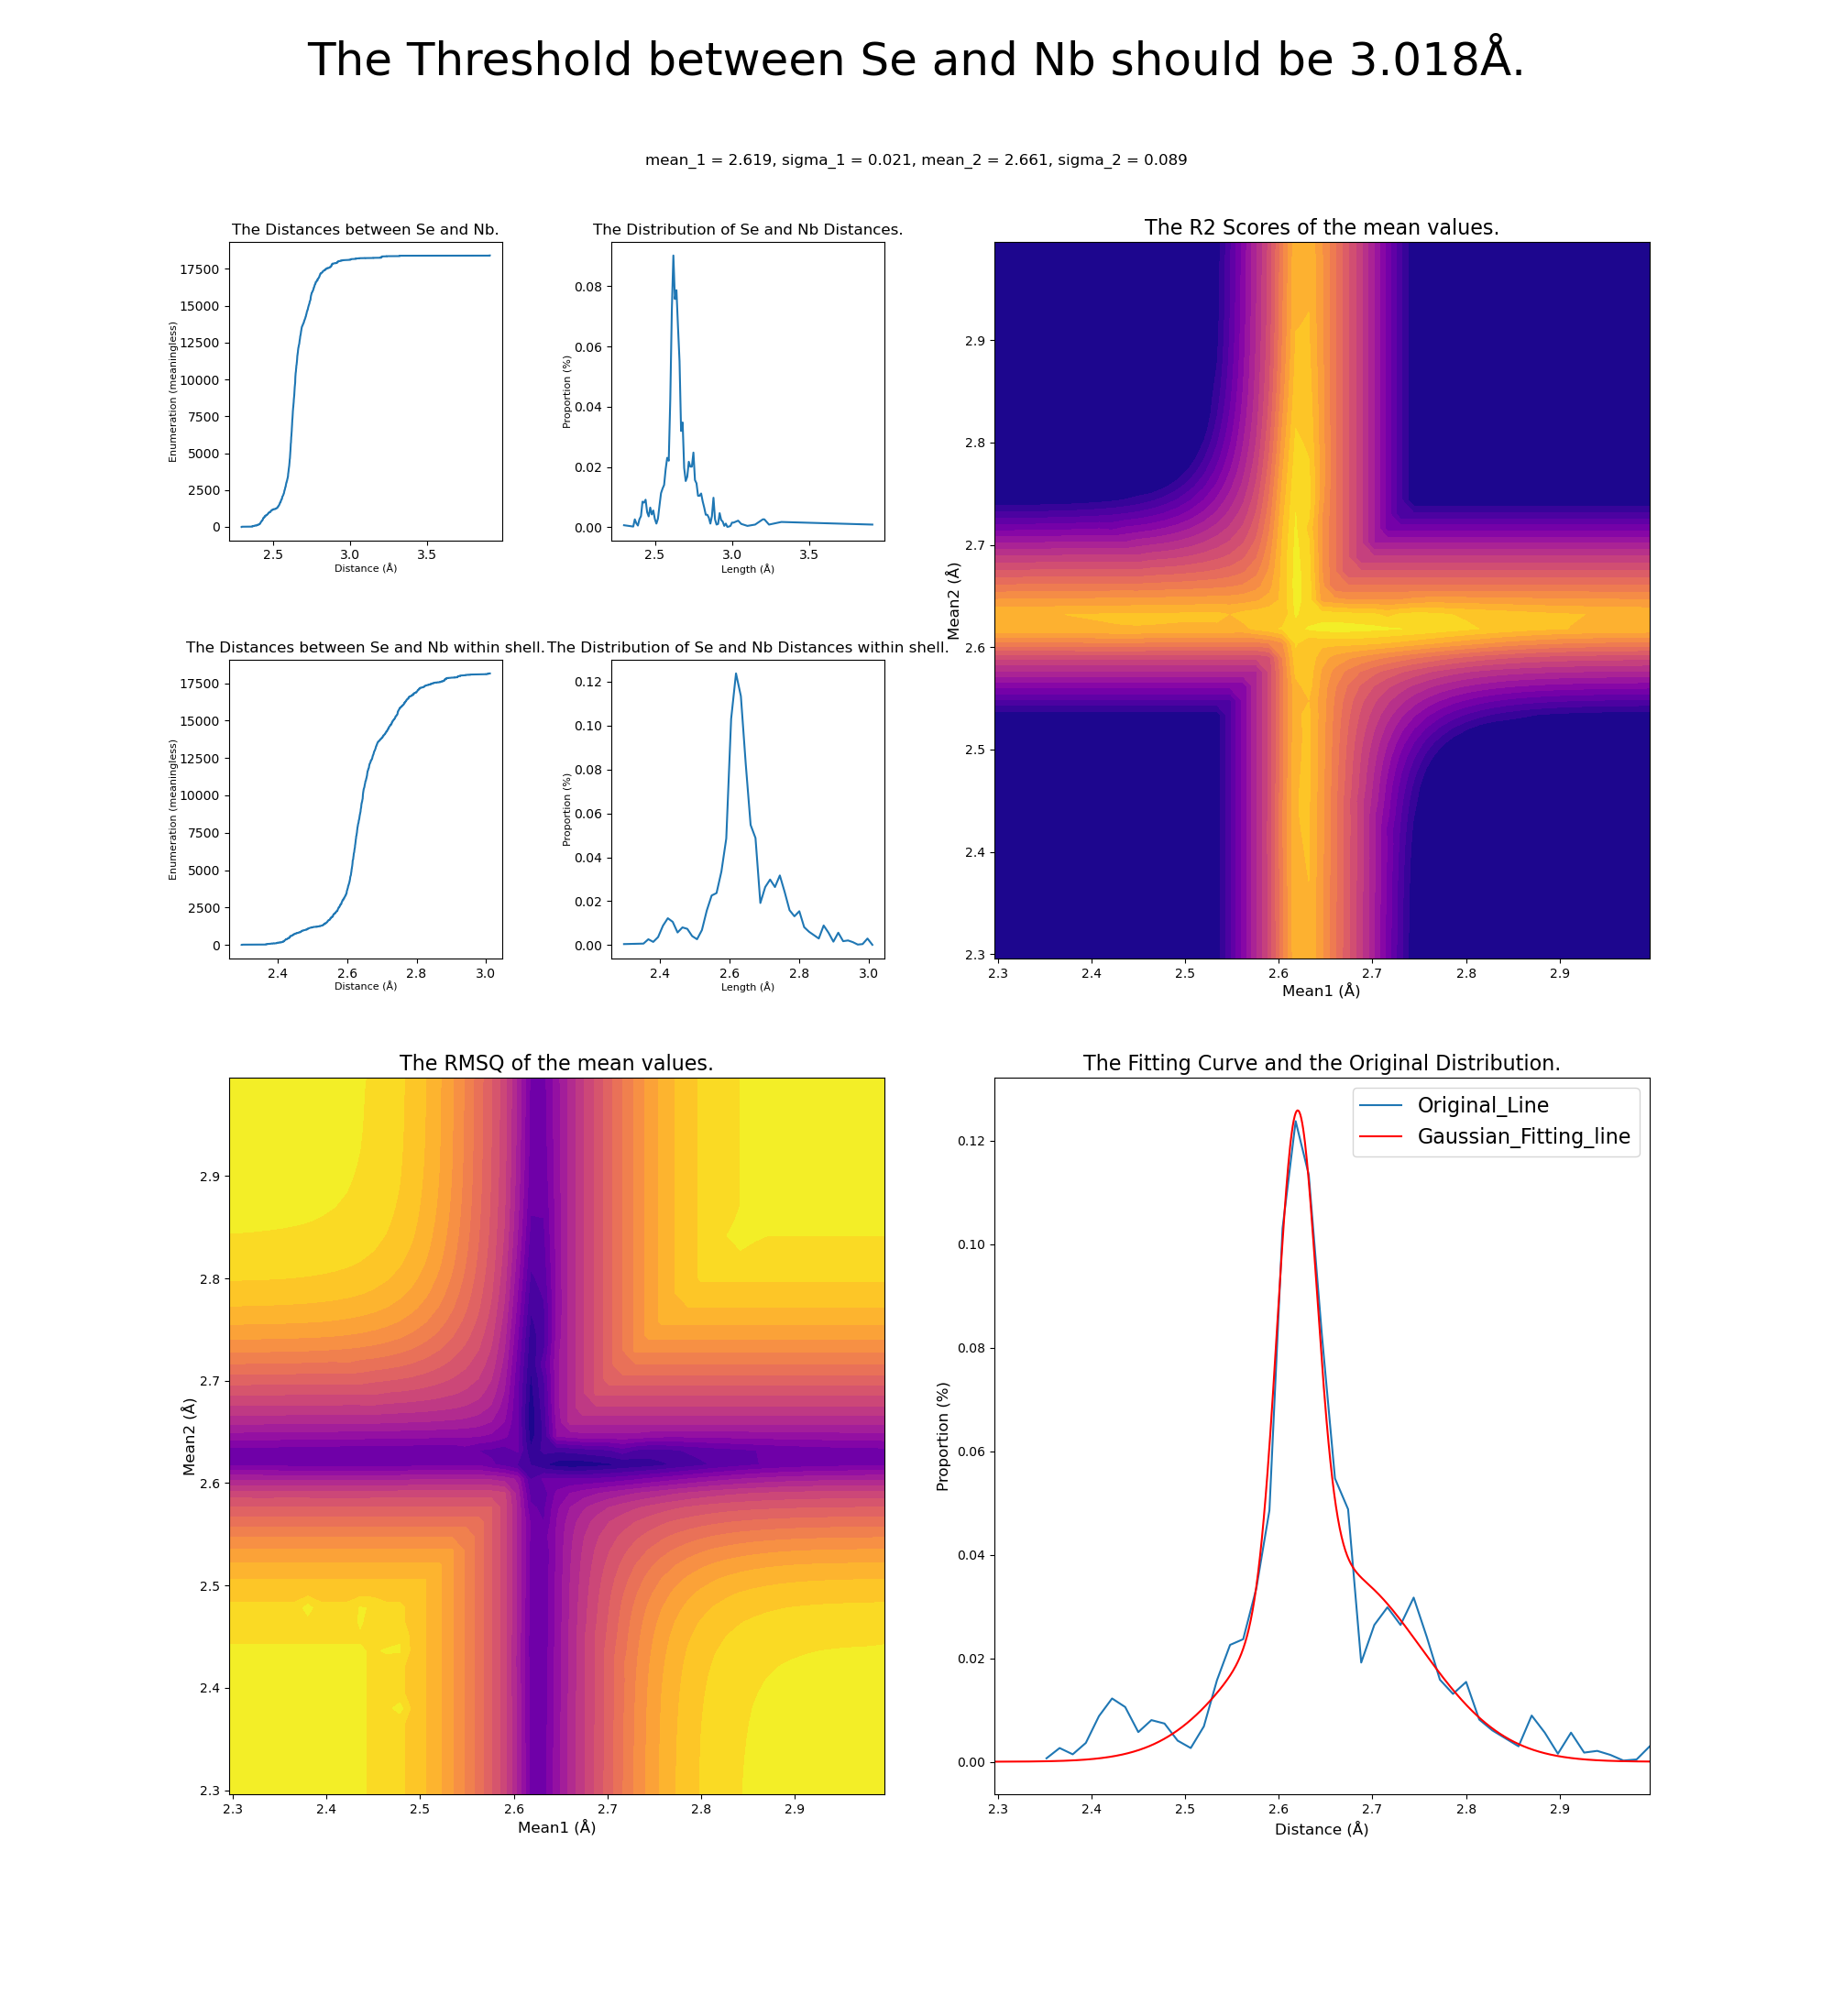 The Threshold between Se and Nb should be 3.018Å.
mean_1 = 2.619, sigma_1 = 0.021, mean_2 = 2.661, sigma_2 = 0.089
The Distances between Se and Nb.
17500
15000
12500
10000
7500
5000
2500
0
Enumeration (meaningless)
2.5 3.0 3.5
Distance (Å)
The Distribution of Se and Nb Distances.
0.08
0.06
0.04
0.02
0.00
Proportion (%)
2.5 3.0 3.5
Length (Å)
The R2 Scores of the mean values.
2.9
2.8
2.7
2.6
2.5
2.4
2.3
Mean2 (Å)
2.3 2.4 2.5 2.6 2.7 2.8 2.9
Mean1 (Å)
The Distances between Se and Nb within shell.
17500
15000
12500
10000
7500
5000
2500
0
Enumeration (meaningless)
2.4 2.6 2.8 3.0
Distance (Å)
The Distribution of Se and Nb Distances within shell.
0.12
0.10
0.08
0.06
0.04
0.02
0.00
Proportion (%)
2.4 2.6 2.8 3.0
Length (Å)
The RMSQ of the mean values.
2.9
2.8
2.7
2.6
2.5
2.4
2.3
Mean2 (Å)
2.3 2.4 2.5 2.6 2.7 2.8 2.9
Mean1 (Å)
The Fitting Curve and the Original Distribution.
Original_Line
Gaussian_Fitting_line
0.12
0.10
0.08
0.06
0.04
0.02
0.00
Proportion (%)
2.3 2.4 2.5 2.6 2.7 2.8 2.9
Distance (Å)